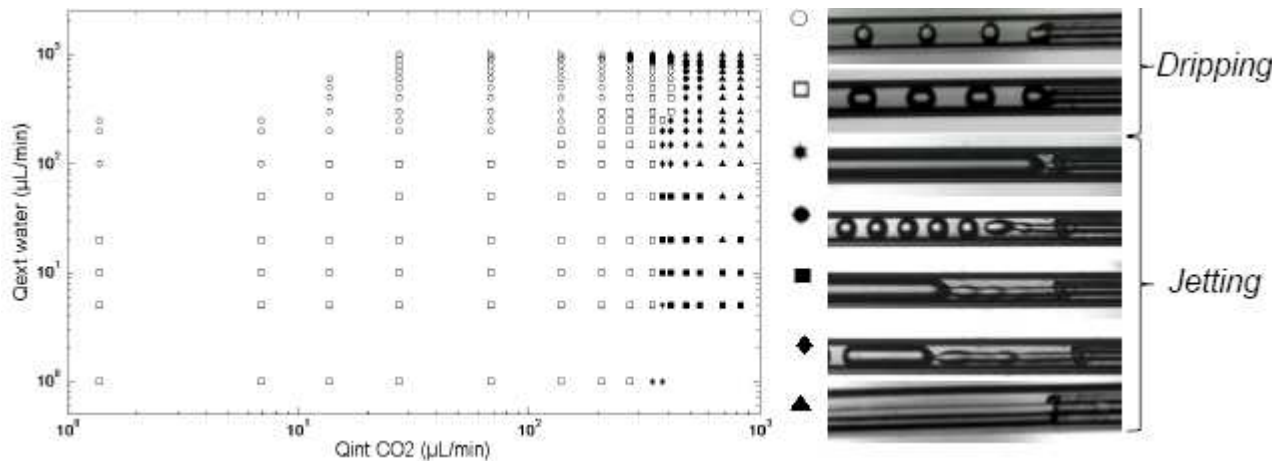 10³
10²
10¹
10⁰
Qext water (µL/min)
10⁰ 10¹ 10² 10³
Qint CO2 (µL/min)
Dripping
Jetting